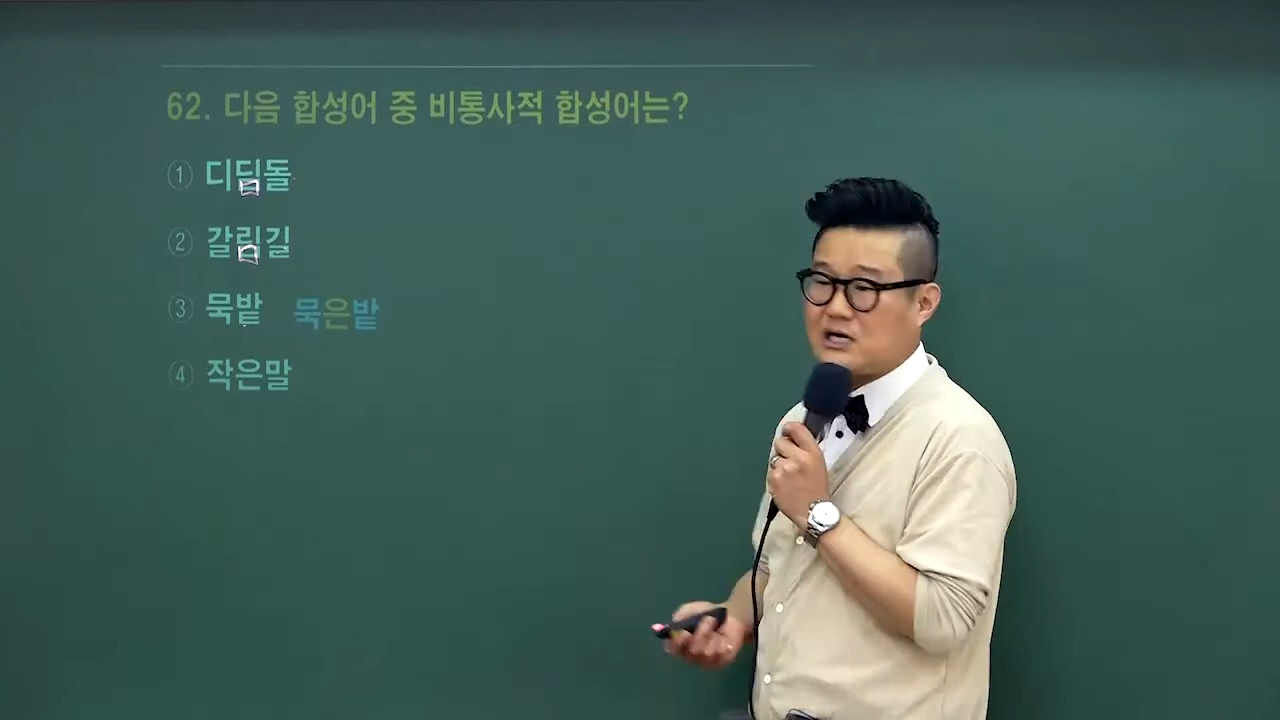 62. 다음 합성어 중 비통사적 합성어는?
① 디딤돌
② 갈림길
③ 묵밭 묵은밭
④ 작은말